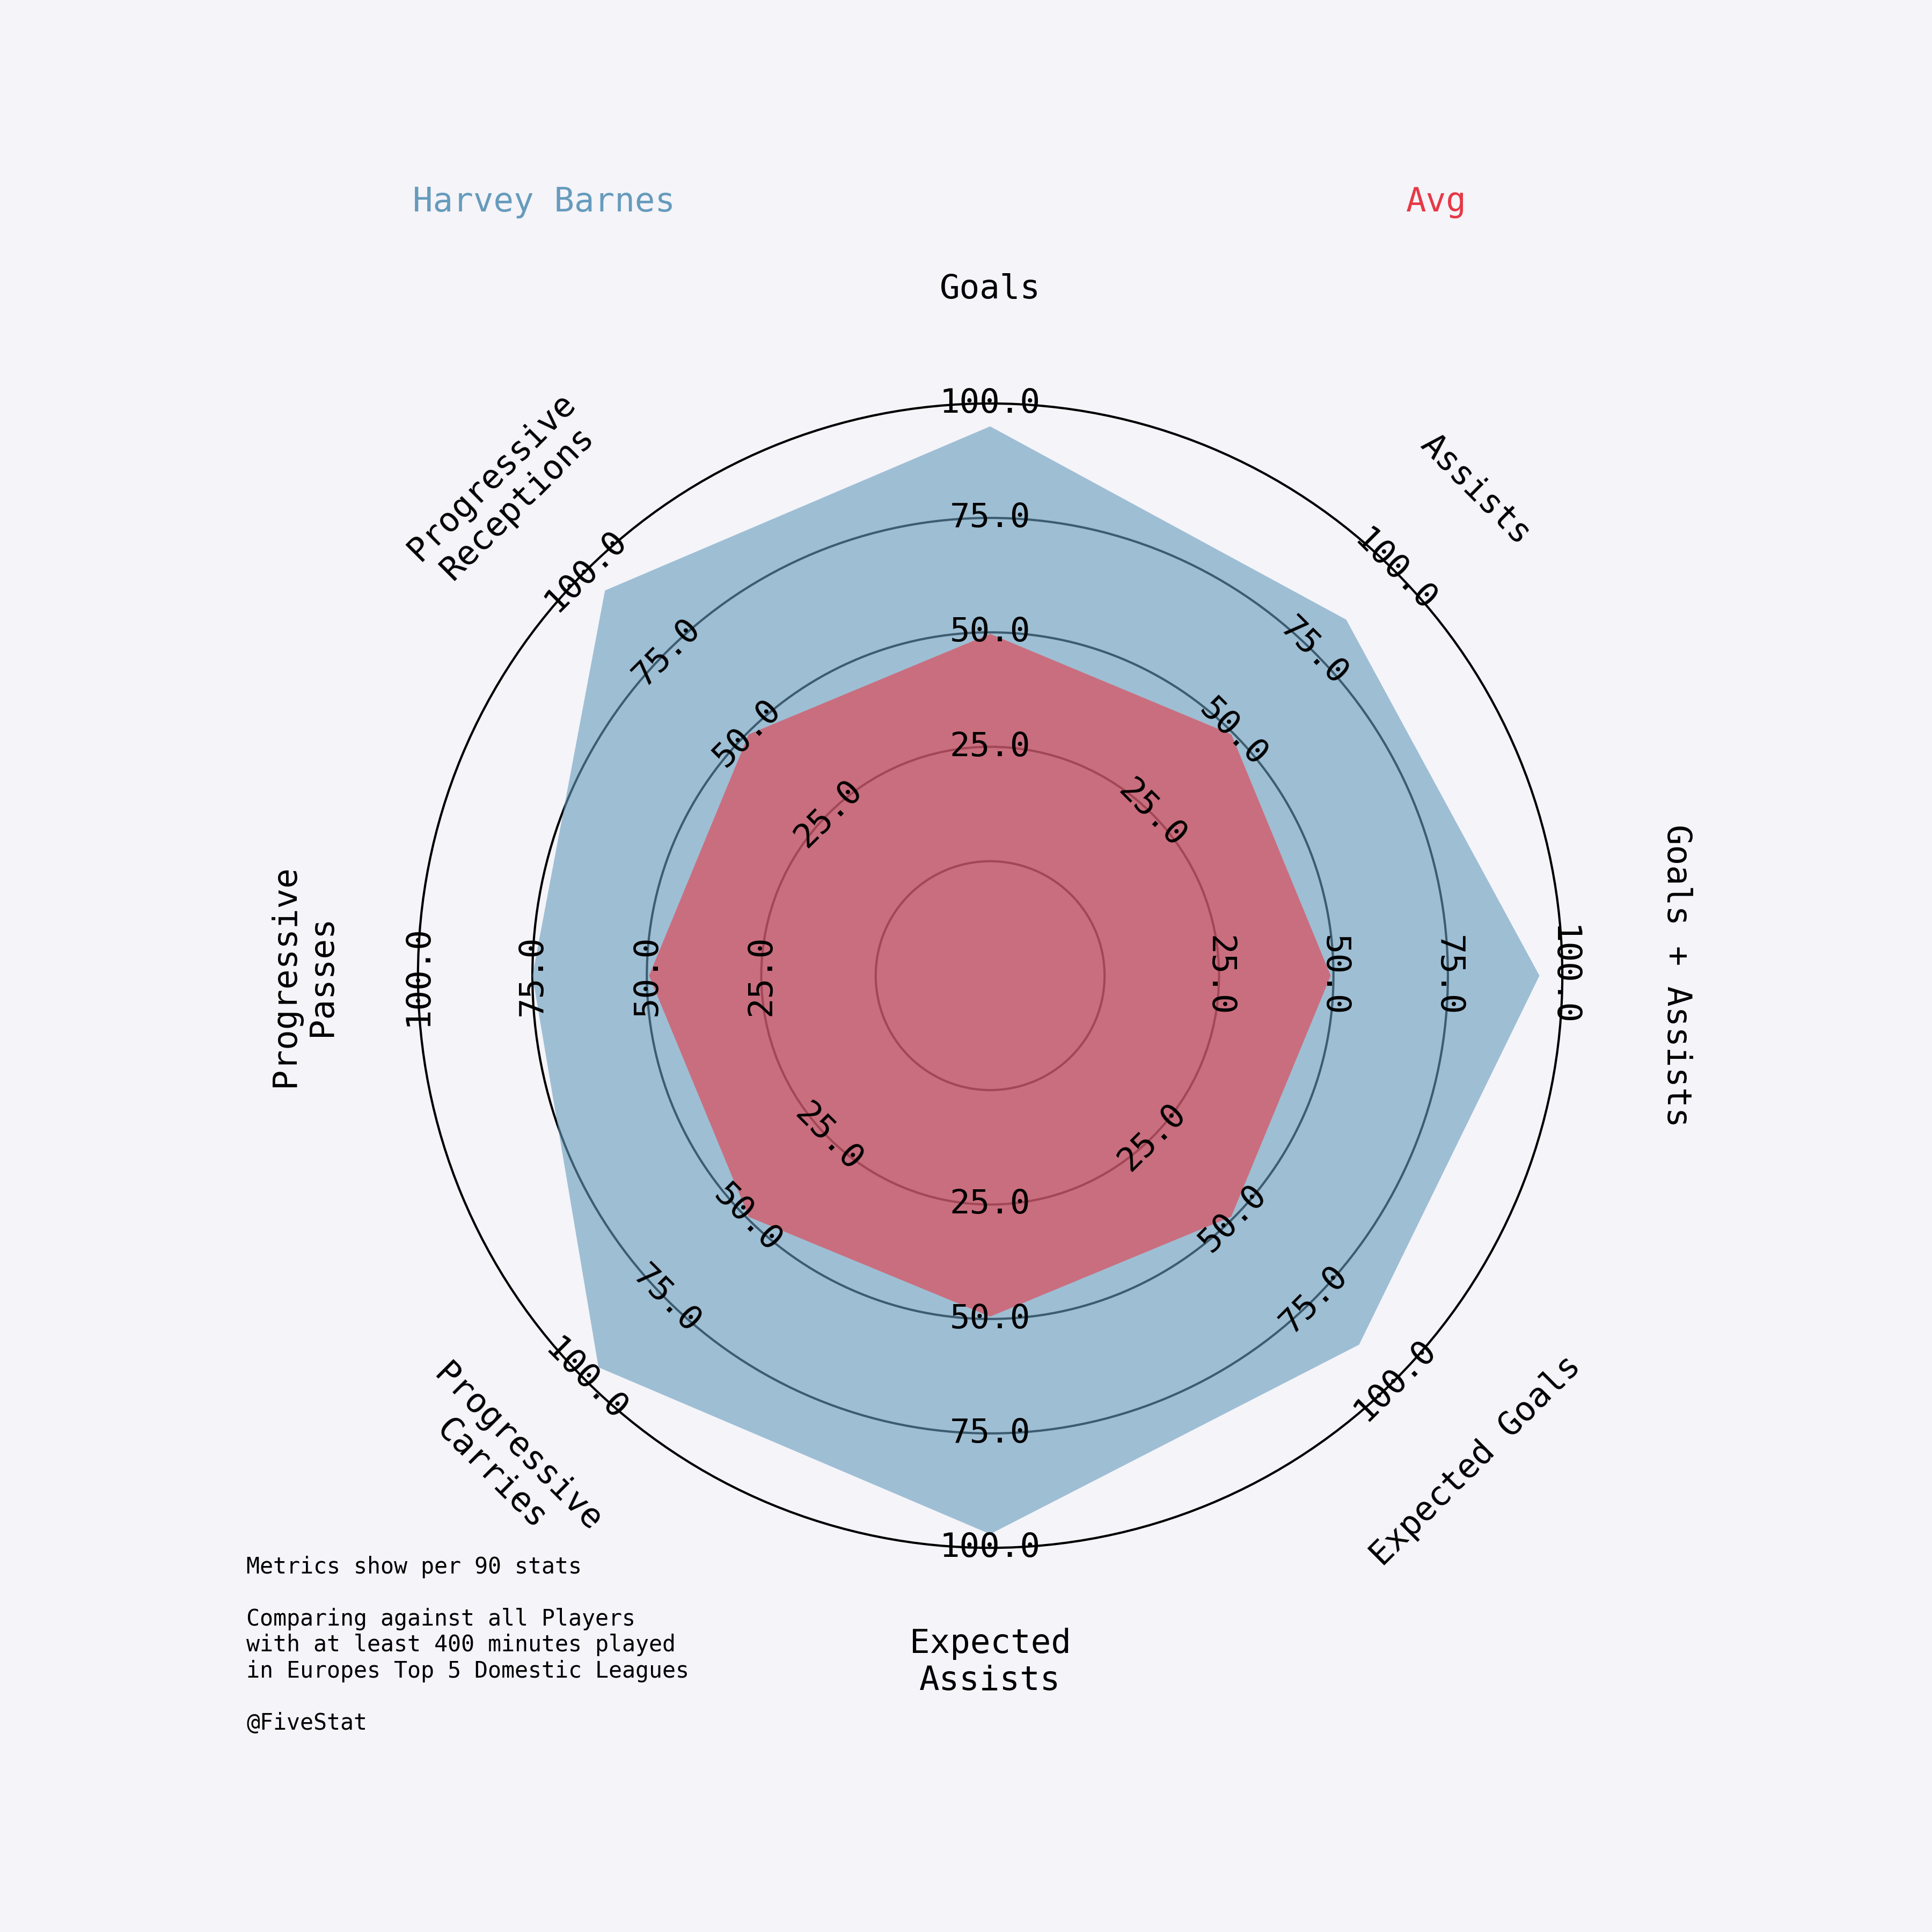 Harvey Barnes
Avg
Goals
Assists
Goals + Assists
Expected Goals
Expected
Assists
Progressive
Carries
Progressive
Passes
Progressive
Receptions
25.0
50.0
75.0
100.0
25.0
50.0
75.0
100.0
25.0
50.0
75.0
100.0
25.0
50.0
75.0
100.0
25.0
50.0
75.0
100.0
25.0
50.0
75.0
100.0
25.0
50.0
75.0
100.0
25.0
50.0
75.0
100.0
Metrics show per 90 stats
Comparing against all Players
with at least 400 minutes played
in Europes Top 5 Domestic Leagues
@FiveStat